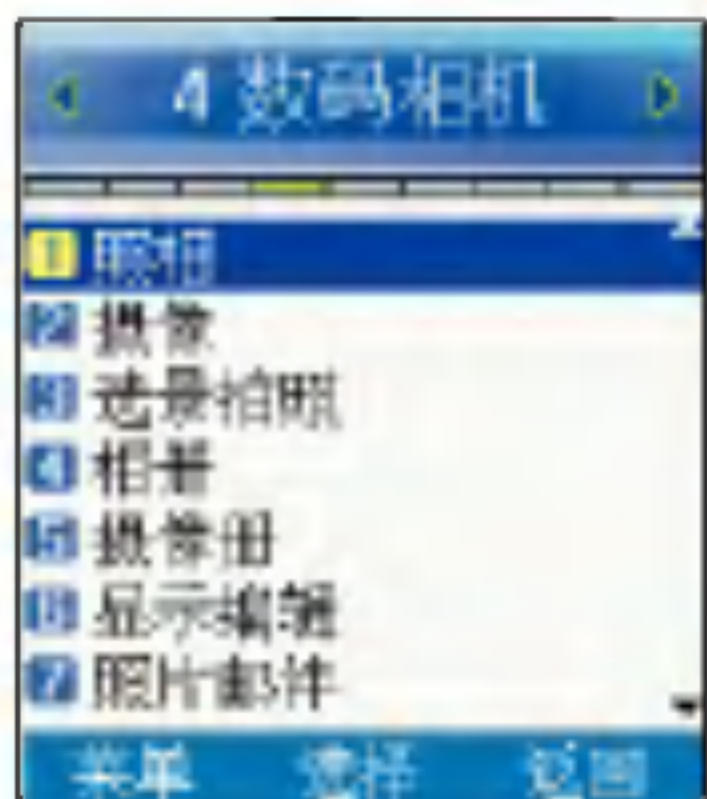 4 数码相机
1 照相
2 摄像
3 选景拍照
4 相册
5 摄像册
6 显示编辑
7 照片邮件
菜单 选择 返回